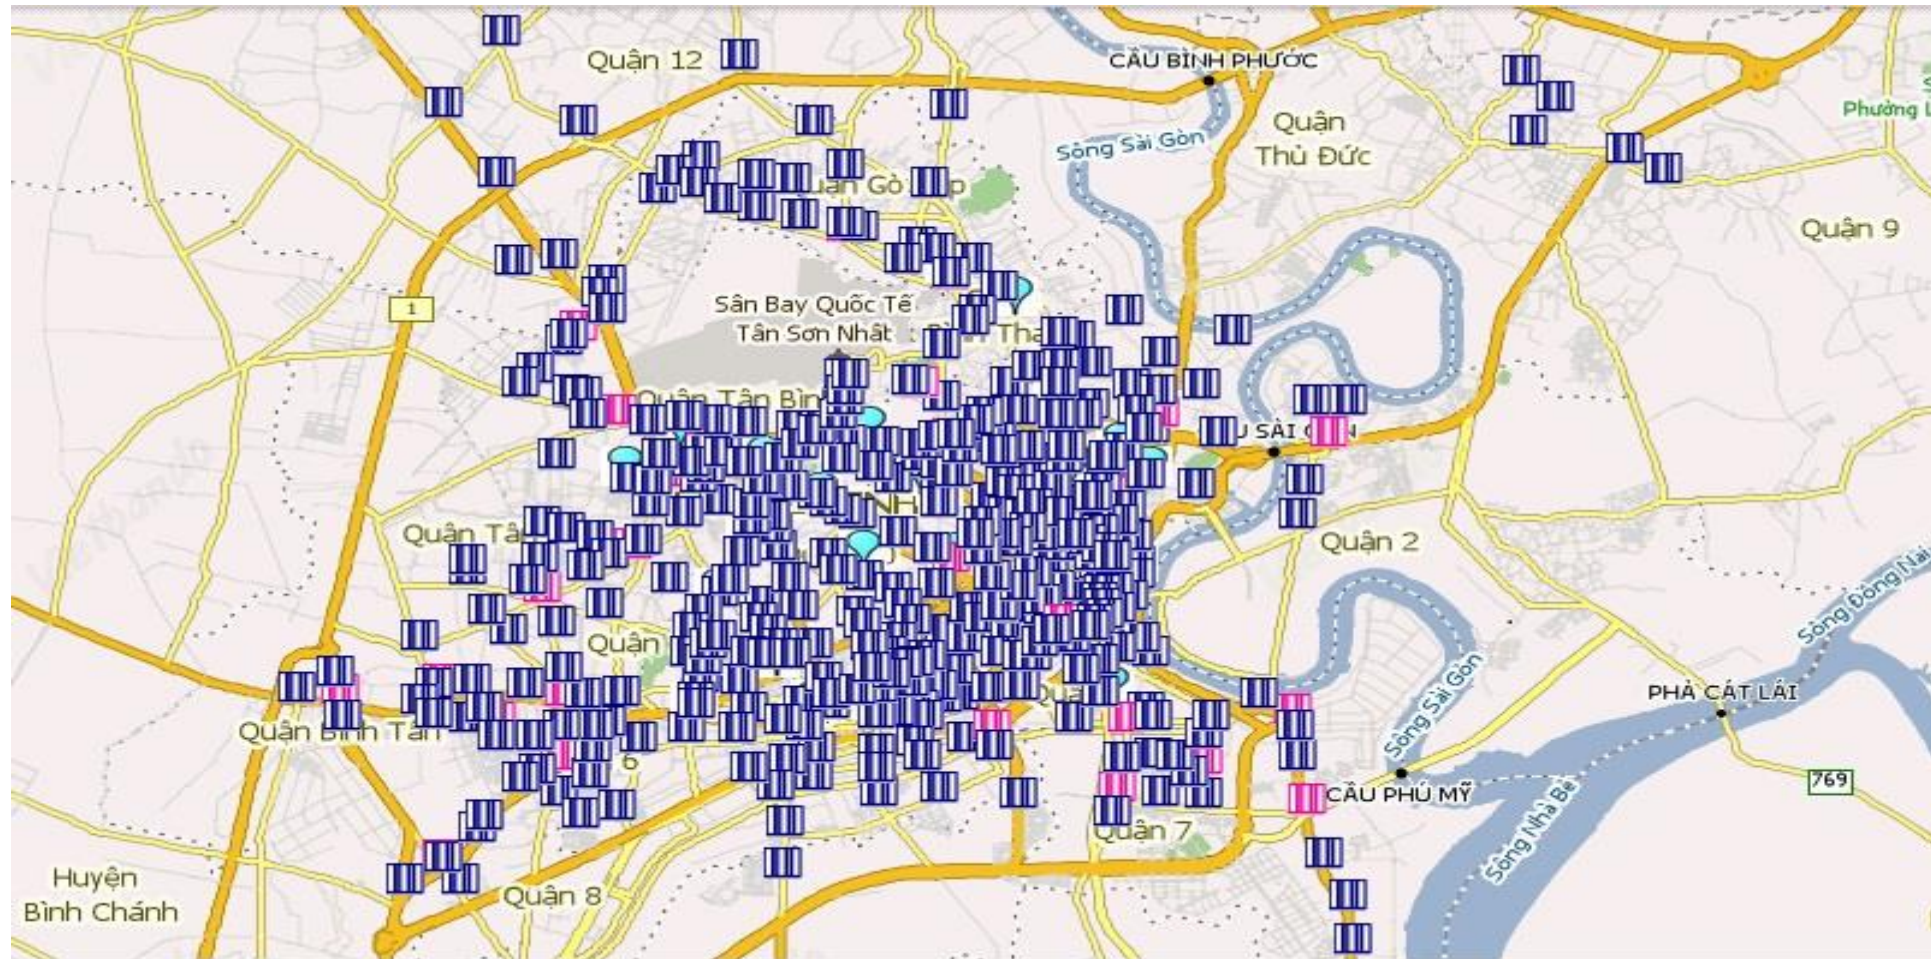 Quận 12
CẦU BÌNH PHƯỚC
Phường
Quận
Thủ Đức
Sông Sài Gòn
Quận 9
1
Sân Bay Quốc Tế
Tân Sơn Nhất
Quận Tân Bìn
SÀI
Quận
Quận 2
Sông Đồng Nai
Quận
Sông Sài Gòn
PHÀ CÁT LÁI
Quận Bình Tân
6
769
CẦU PHÚ MỸ
Quận 7
Sông Nhà Bè
Huyện
Bình Chánh
Quận 8